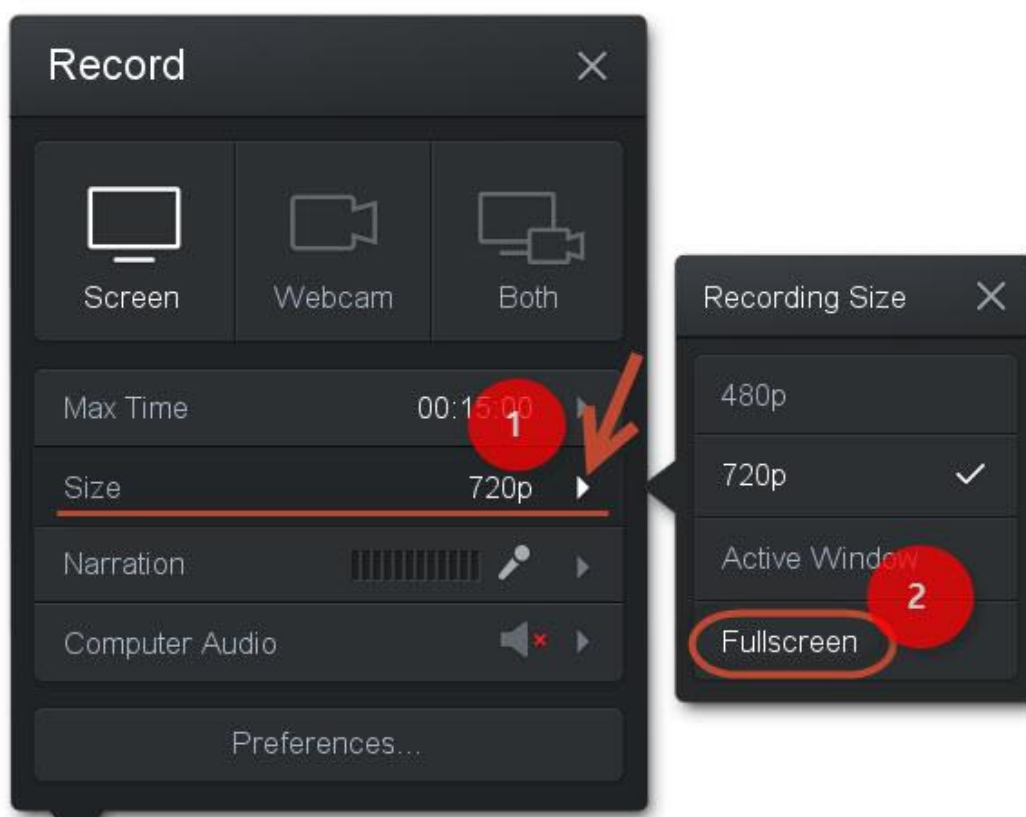 Record
Screen
Webcam
Both
Max Time 00:15:00
1
Size 720p
Narration
Computer Audio
Preferences...
Recording Size
480p
720p
Active Window
2
Fullscreen